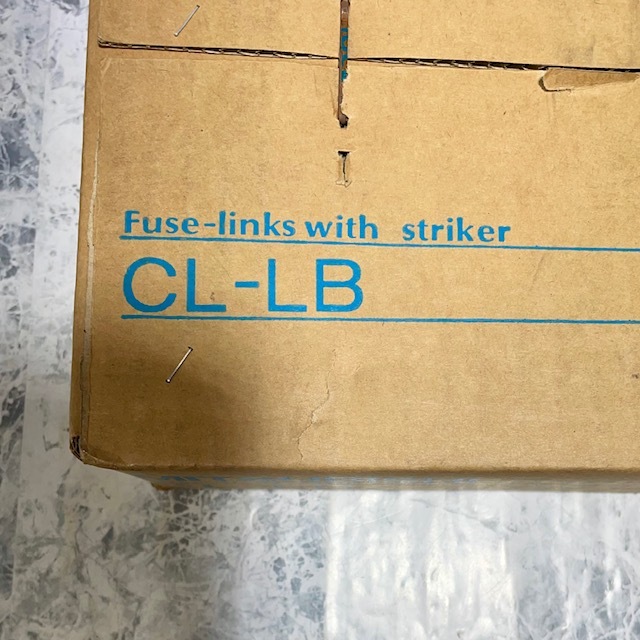 Fuse-links with striker
CL-LB